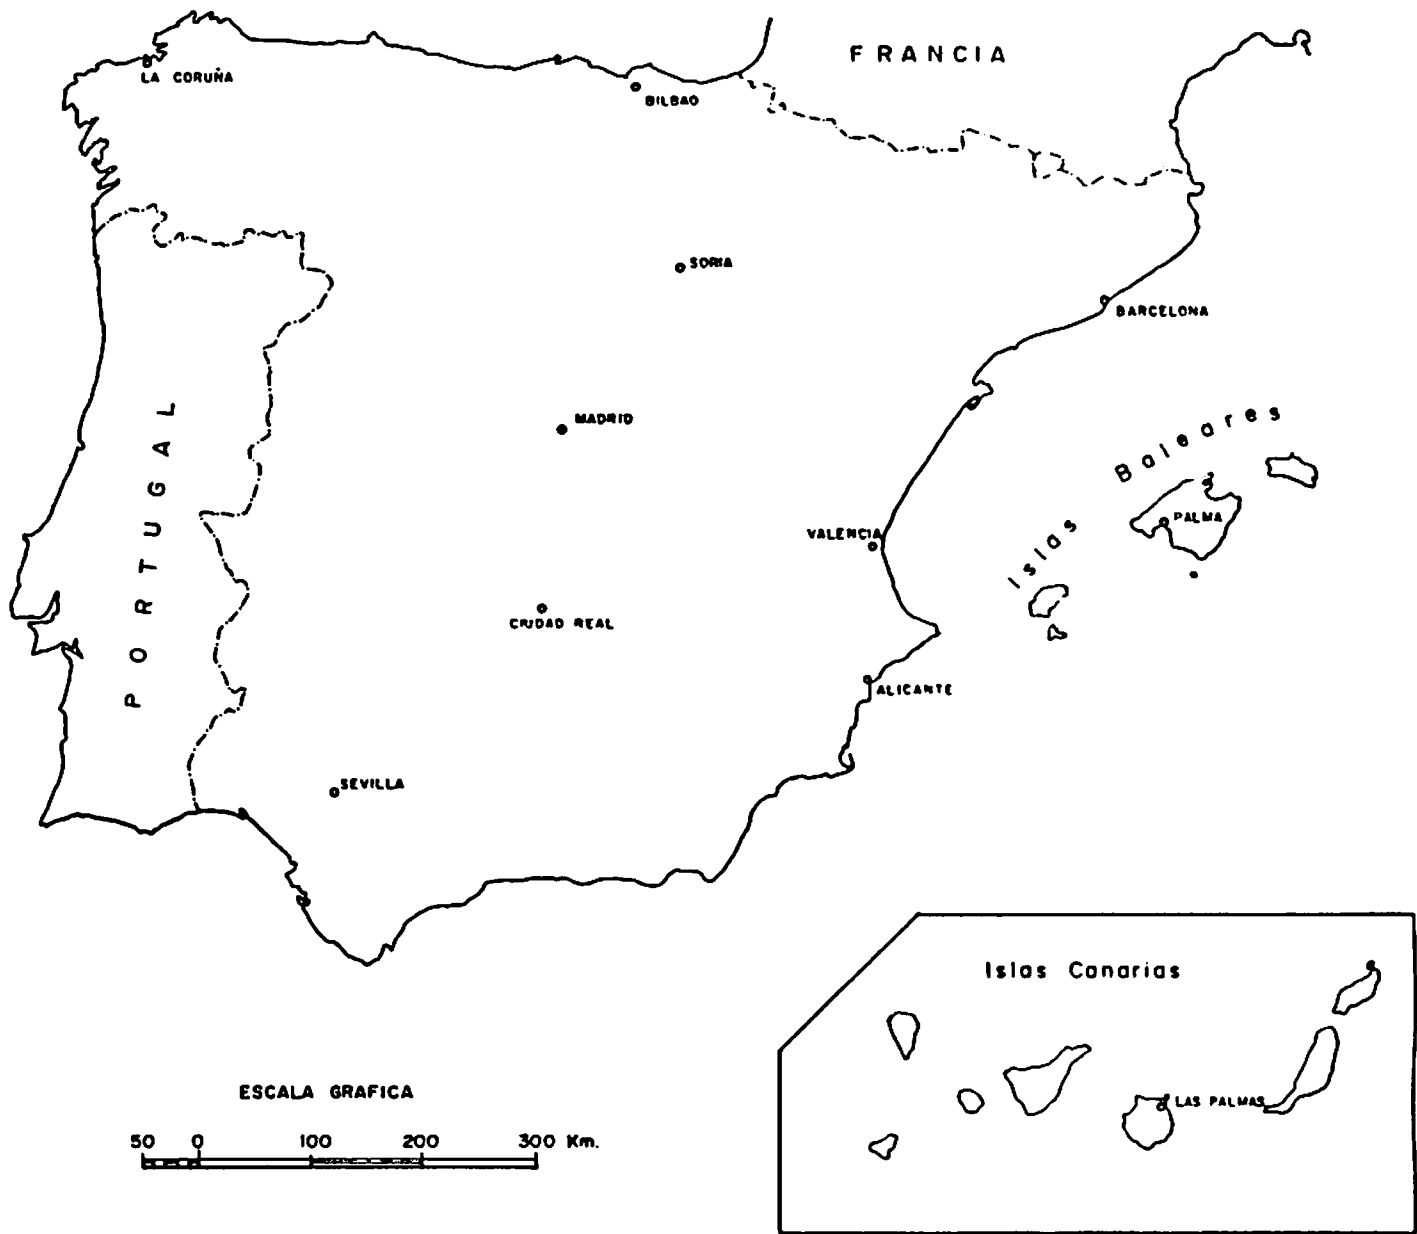 FRANCIA
LA CORUÑA
BILBAO
SORIA
BARCELONA
MADRID
PORTUGAL
Islas Baleares
PALMA
VALENCIA
CIUDAD REAL
ALICANTE
SEVILLA
Islas Canarias
LAS PALMAS
ESCALA GRAFICA
50 0 100 200 300 Km.